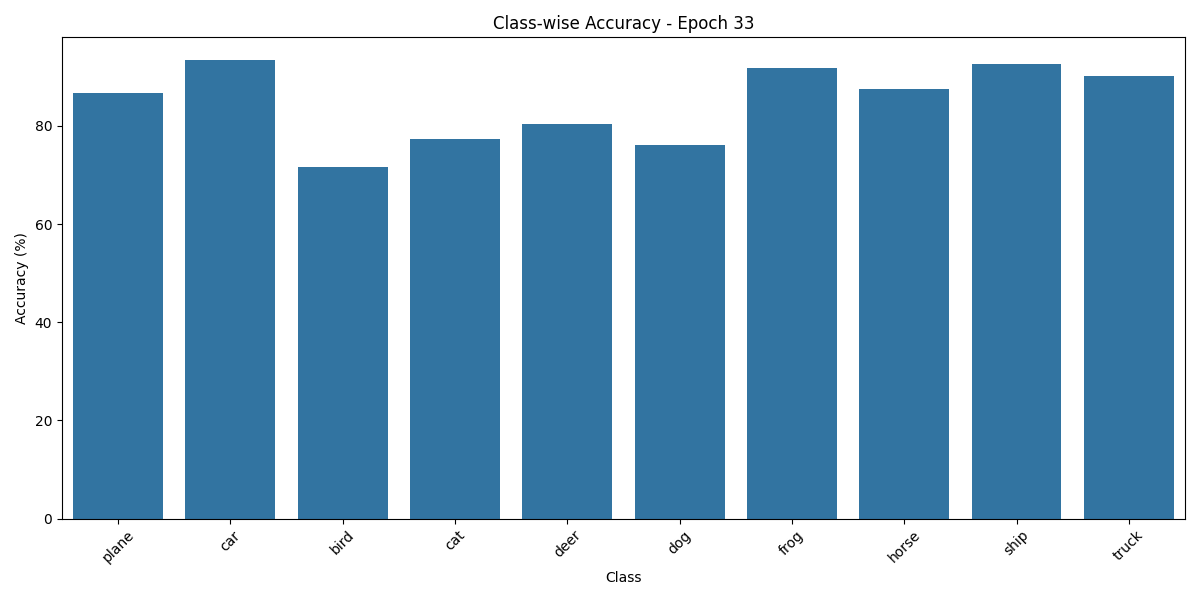 Class-wise Accuracy - Epoch 33
Accuracy (%)
80
60
40
20
0
plane
car
bird
cat
deer
dog
frog
horse
ship
truck
Class